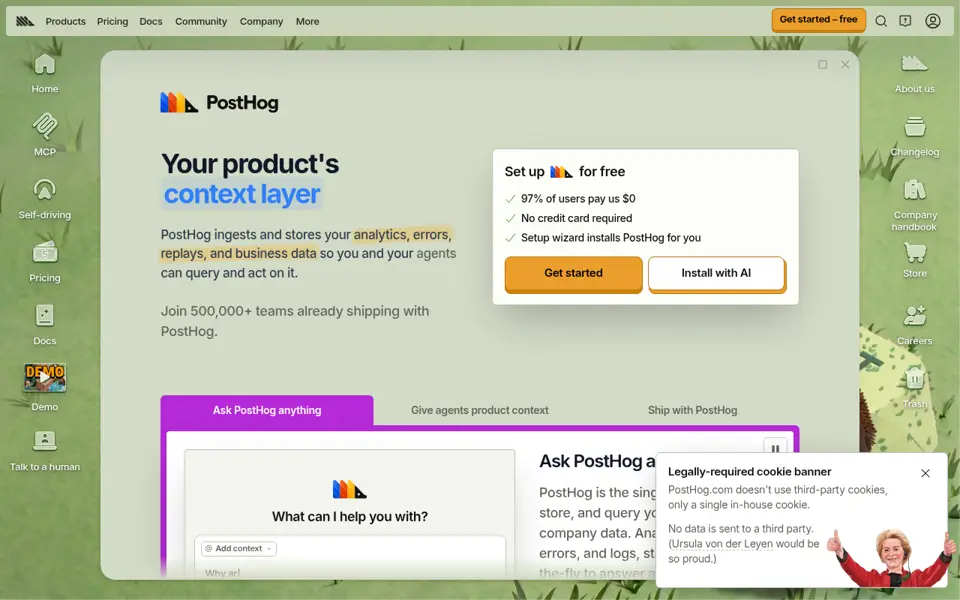 Products Pricing Docs Community Company More
Get started – free
Home
MCP
Self-driving
Pricing
Docs
DEMO
Demo
Talk to a human
About us
Changelog
Company
handbook
Store
Careers
Trash
PostHog
Your product's
context layer
PostHog ingests and stores your analytics, errors,
replays, and business data so you and your agents
can query and act on it.
Join 500,000+ teams already shipping with
PostHog.
Set up for free
97% of users pay us $0
No credit card required
Setup wizard installs PostHog for you
Get started
Install with AI
Ask PostHog anything
Give agents product context
Ship with PostHog
What can I help you with?
@ Add context
Why ar
Ask PostHog a
PostHog is the sing
store, and query yo
company data. Ana
errors, and logs, st
the-fly to answer a
Legally-required cookie banner
PostHog.com doesn't use third-party cookies,
only a single in-house cookie.
No data is sent to a third party.
(Ursula von der Leyen would be
so proud.)